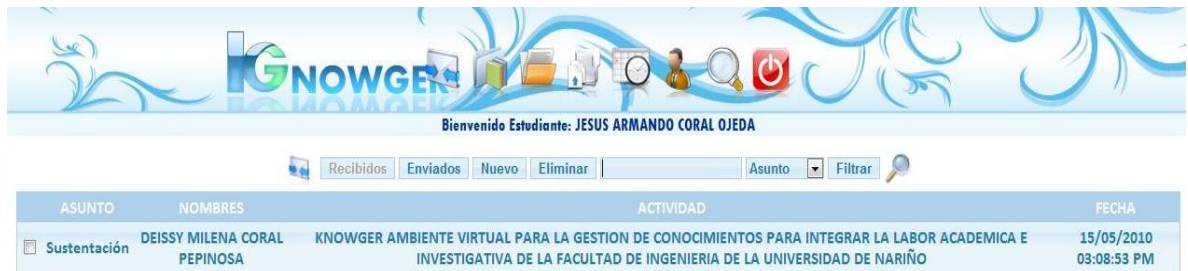 KGNOWGER
Bienvenido Estudiante: JESUS ARMANDO CORAL OJEDA
Recibidos Enviados Nuevo Eliminar Asunto Filtrar
ASUNTO NOMBRES ACTIVIDAD FECHA
Sustentación DEISSY MILENA CORAL KNOWGER AMBIENTE VIRTUAL PARA LA GESTION DE CONOCIMIENTOS PARA INTEGRAR LA LABOR ACADEMICA E 15/05/2010
PEPINOSA INVESTIGATIVA DE LA FACULTAD DE INGENIERIA DE LA UNIVERSIDAD DE NARIÑO 03:08:53 PM